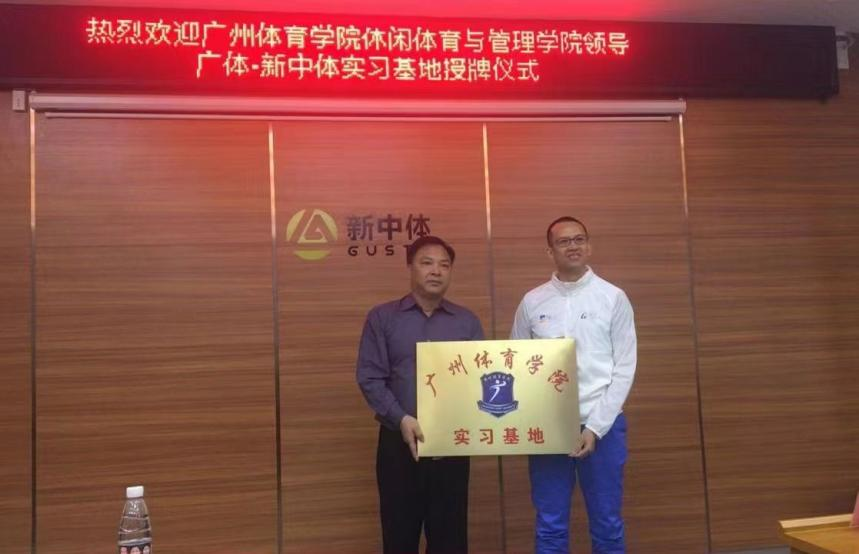 热烈欢迎广州体育学院休闲体育与管理学院领导
广体·新中体实习基地授牌仪式
新中体
GUST
广州体育学院
实习基地